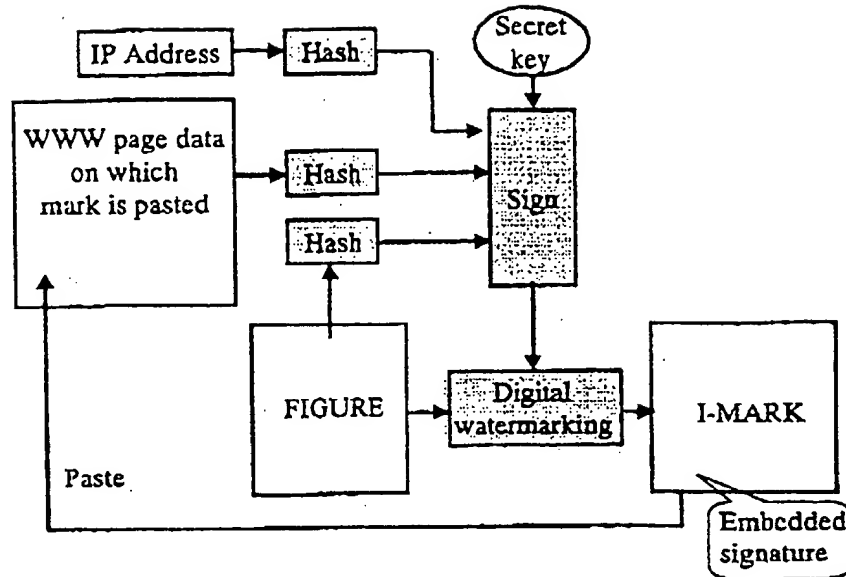 IP Address
Hash
Secret
key
WWW page data
on which
mark is pasted
Hash
Sign
Hash
FIGURE
Digital
watermarking
I-MARK
Paste
Embedded
signature